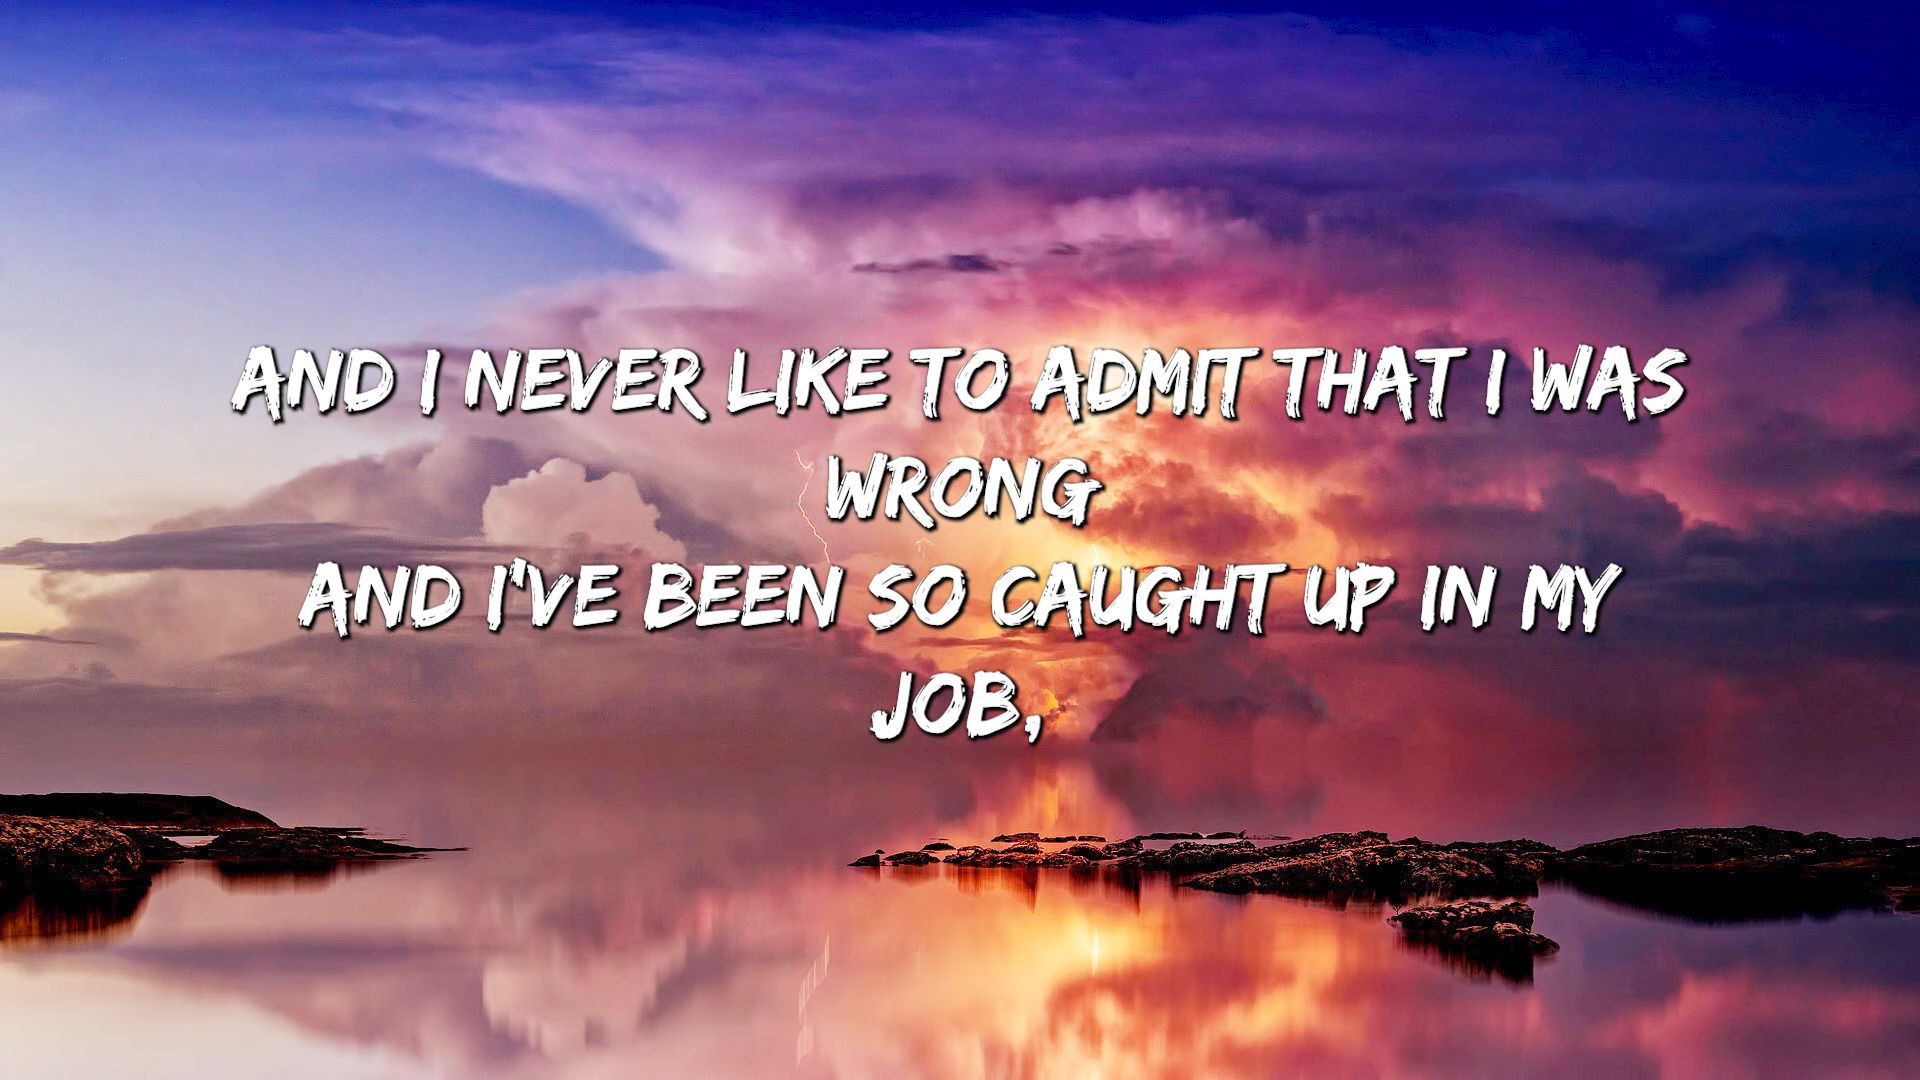 AND I NEVER LIKE TO ADMIT THAT I WAS
WRONG
AND I'VE BEEN SO CAUGHT UP IN MY
JOB,